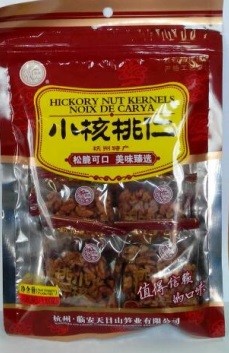 HICKORY NUT KERNELS
NOIX DE CARYA
小核桃仁
杭州特产
松脆可口 美味臻选
值得信赖
的口味
杭州·临安天目山笋业有限公司